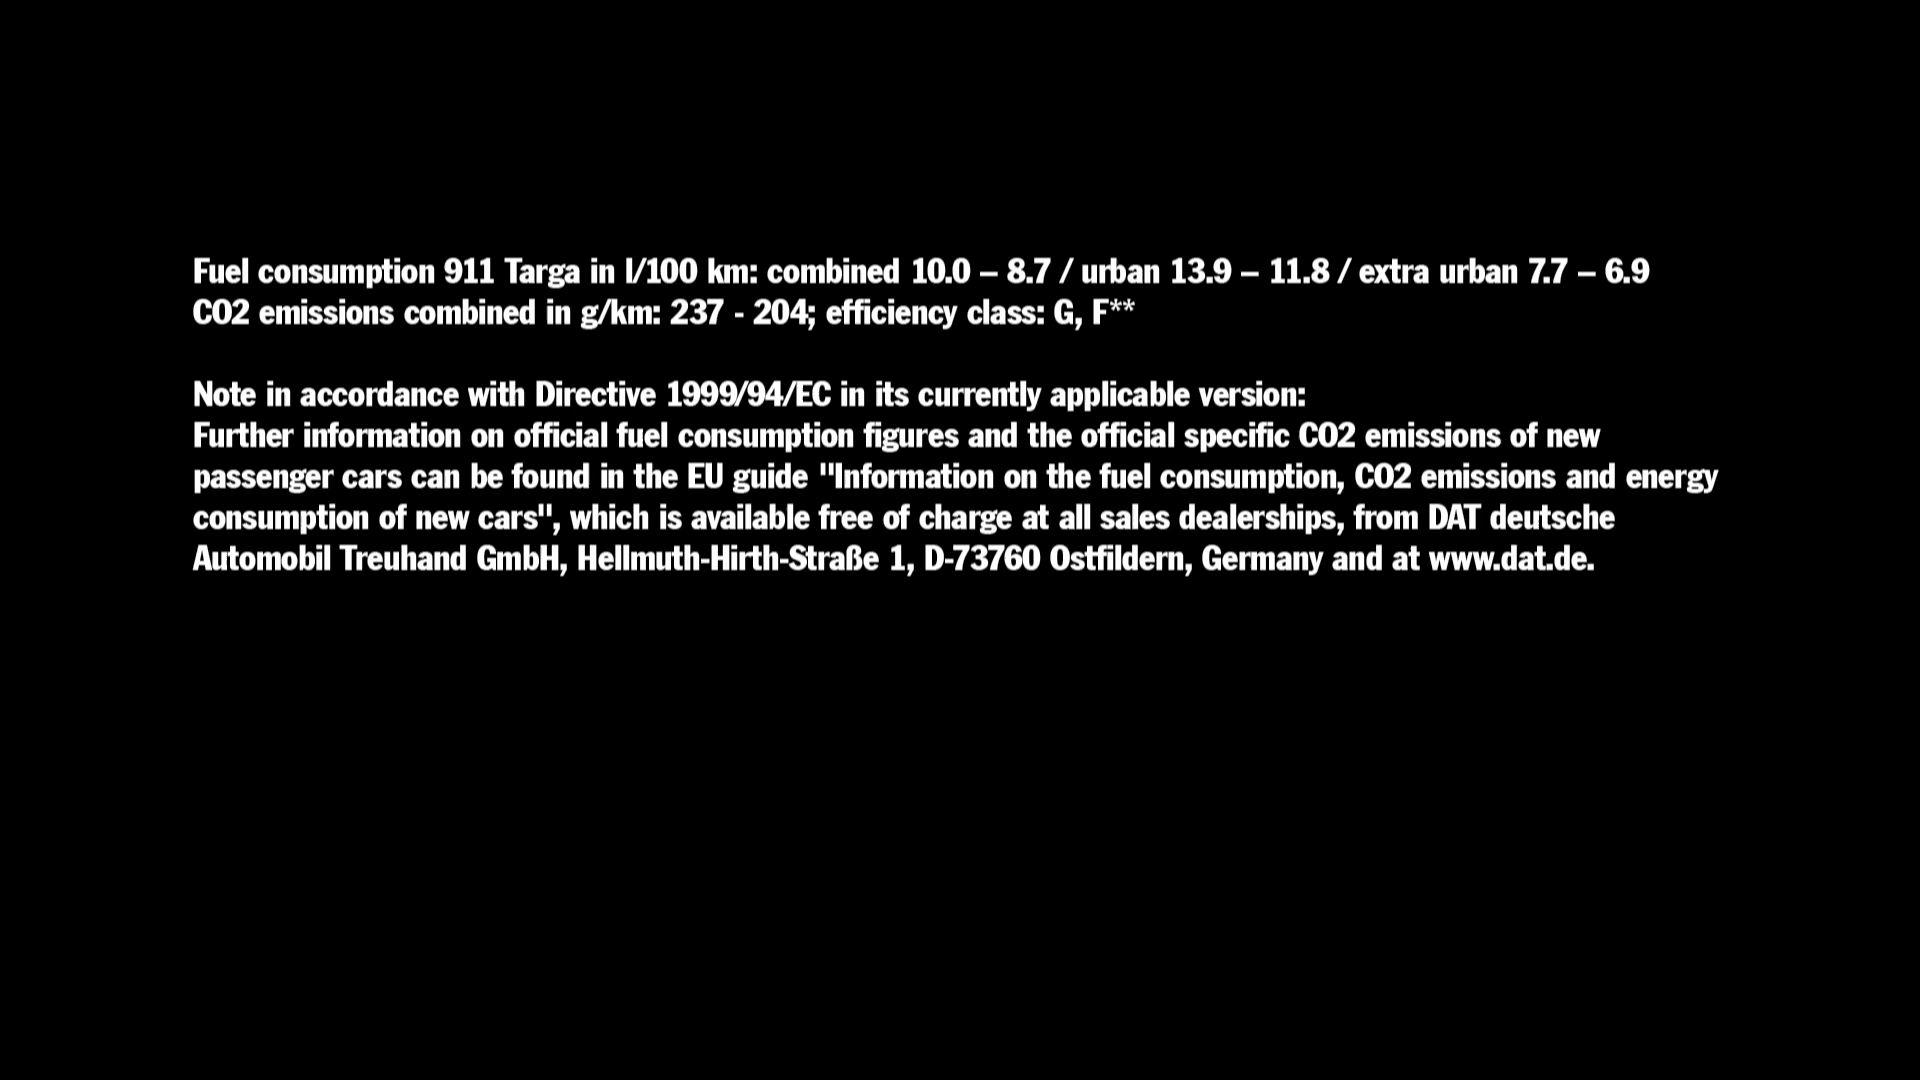 Fuel consumption 911 Targa in l/100 km: combined 10.0 – 8.7 / urban 13.9 – 11.8 / extra urban 7.7 – 6.9
CO2 emissions combined in g/km: 237 - 204; efficiency class: G, F**
Note in accordance with Directive 1999/94/EC in its currently applicable version:
Further information on official fuel consumption figures and the official specific CO2 emissions of new
passenger cars can be found in the EU guide "Information on the fuel consumption, CO2 emissions and energy
consumption of new cars", which is available free of charge at all sales dealerships, from DAT deutsche
Automobil Treuhand GmbH, Hellmuth-Hirth-Straße 1, D-73760 Ostfildern, Germany and at www.dat.de.